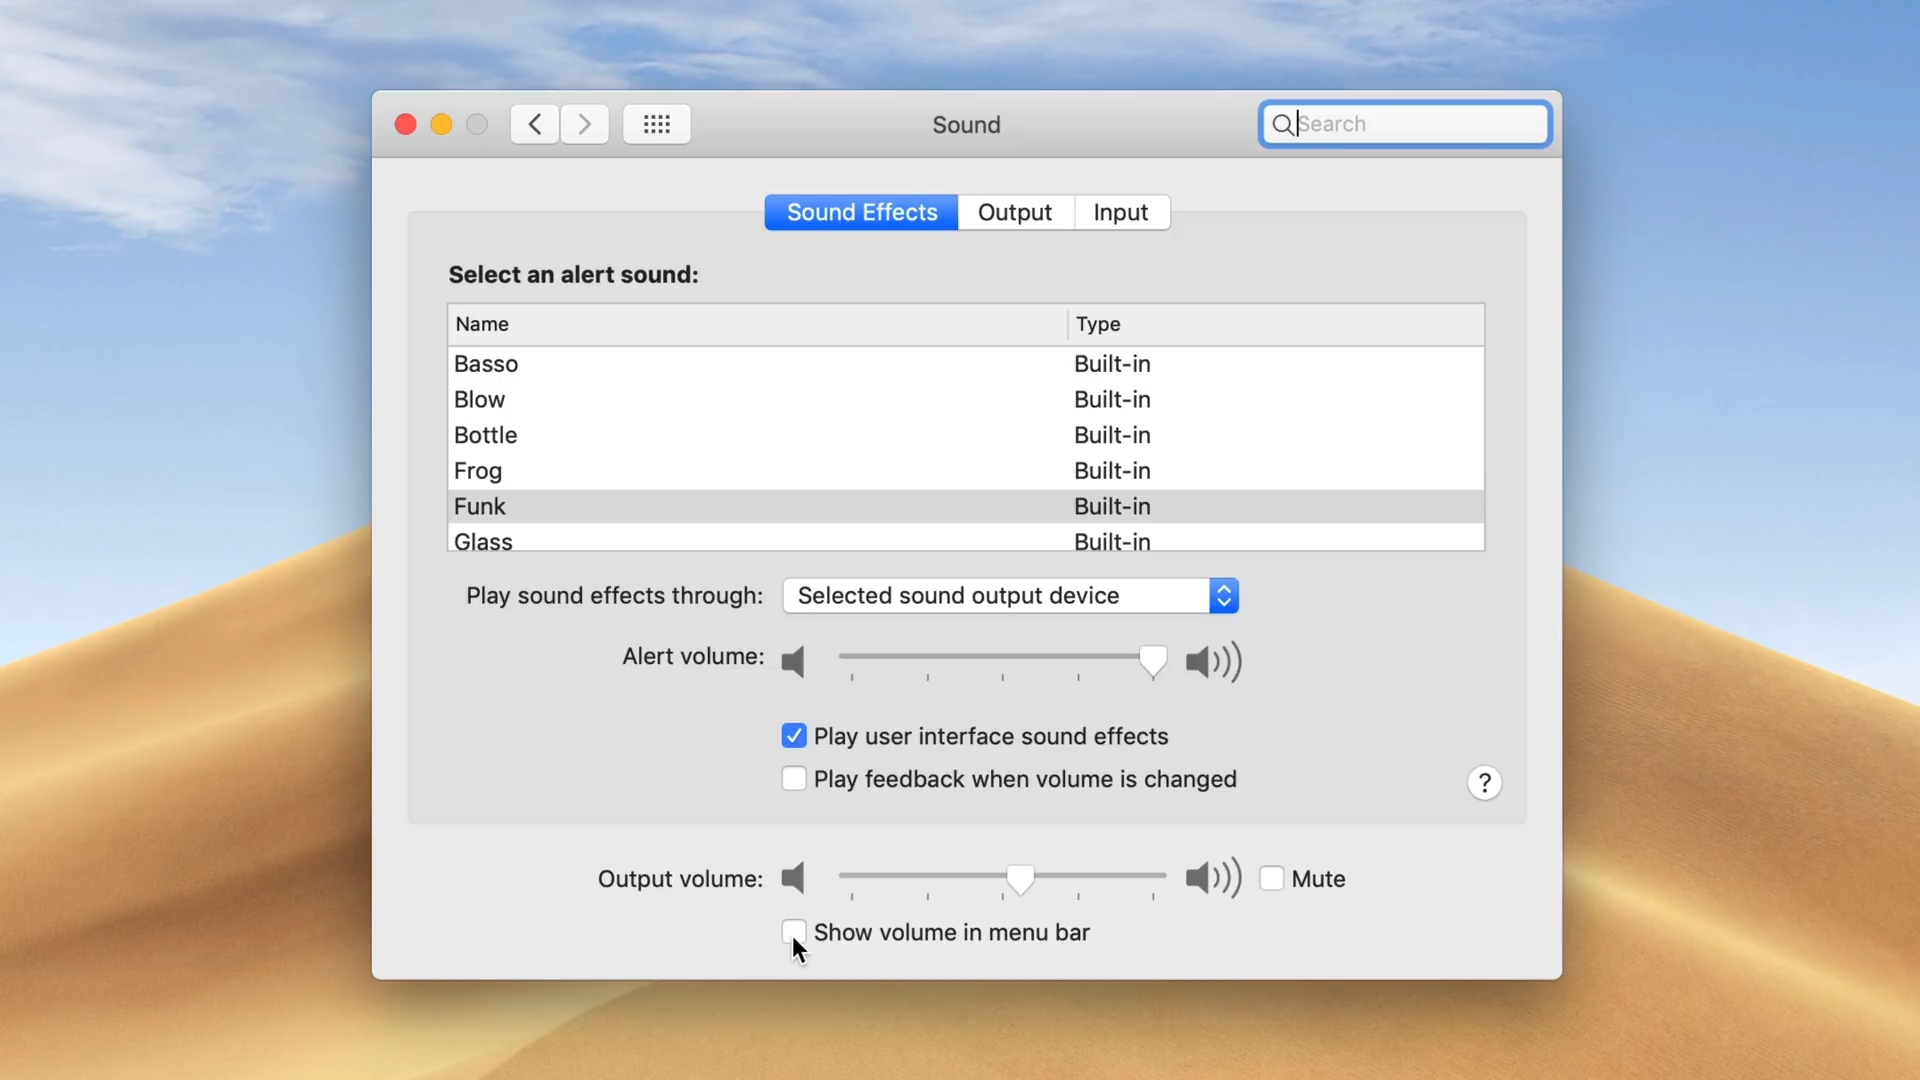 Sound
Search
Sound Effects
Output
Input
Select an alert sound:
Name
Type
Basso
Built-in
Blow
Built-in
Bottle
Built-in
Frog
Built-in
Funk
Built-in
Glass
Built-in
Play sound effects through:
Selected sound output device
Alert volume:
Play user interface sound effects
Play feedback when volume is changed
?
Output volume:
Mute
Show volume in menu bar